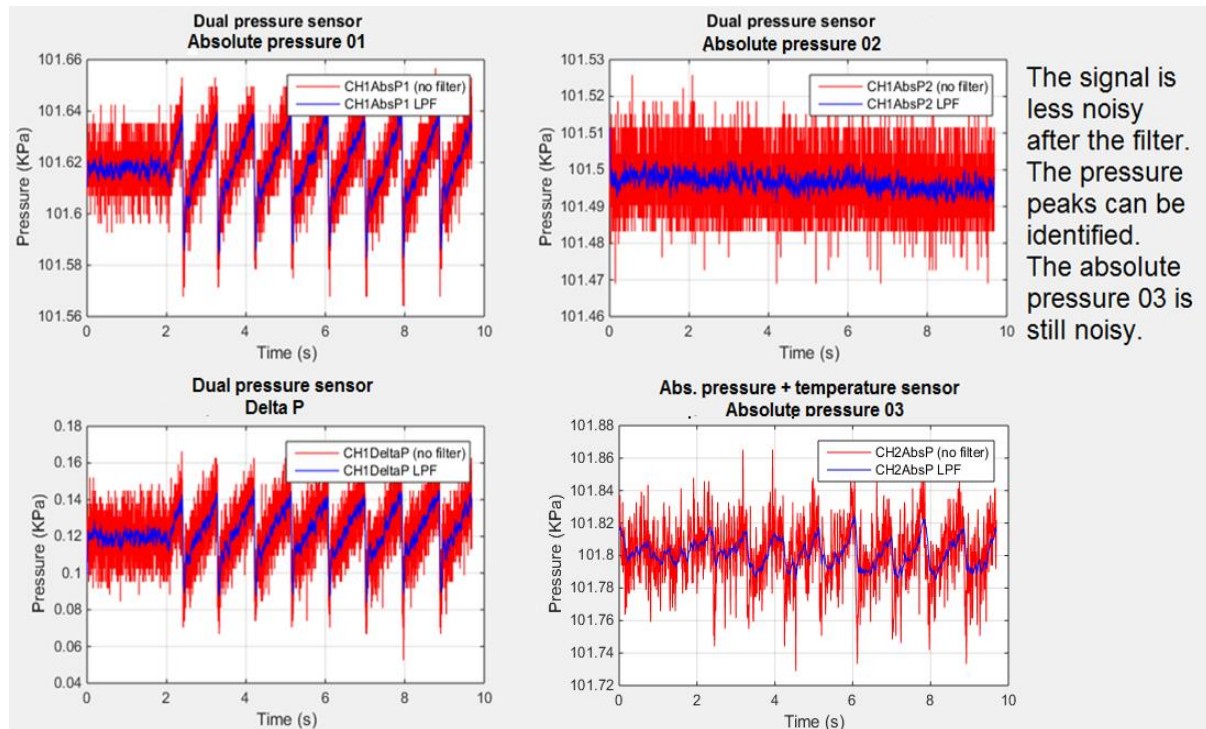 Dual pressure sensor
Absolute pressure 01
101.66
101.64
101.62
101.6
101.58
101.56
Pressure (KPa)
CH1AbsP1 (no filter)
CH1AbsP1 LPF
0 2 4 6 8 10
Time (s)
Dual pressure sensor
Absolute pressure 02
101.53
101.52
101.51
101.5
101.49
101.48
101.47
101.46
Pressure (KPa)
CH1AbsP2 (no filter)
CH1AbsP2 LPF
0 2 4 6 8 10
Time (s)
The signal is
less noisy
after the filter.
The pressure
peaks can be
identified.
The absolute
pressure 03 is
still noisy.
Dual pressure sensor
Delta P
0.18
0.16
0.14
0.12
0.1
0.08
0.06
0.04
Pressure (KPa)
CH1DeltaP (no filter)
CH1DeltaP LPF
0 2 4 6 8 10
Time (s)
Abs. pressure + temperature sensor
Absolute pressure 03
101.88
101.86
101.84
101.82
101.8
101.78
101.76
101.74
101.72
Pressure (KPa)
CH2AbsP (no filter)
CH2AbsP LPF
0 2 4 6 8 10
Time (s)